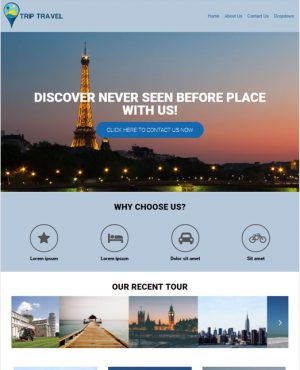 TRIP TRAVEL
Home About Us Contact Us Dropdown
DISCOVER NEVER SEEN BEFORE PLACE
WITH US!
CLICK HERE TO CONTACT US NOW
WHY CHOOSE US?
Lorem ipsum Lorem ipsum Dolor sit amet Sit amet
OUR RECENT TOUR